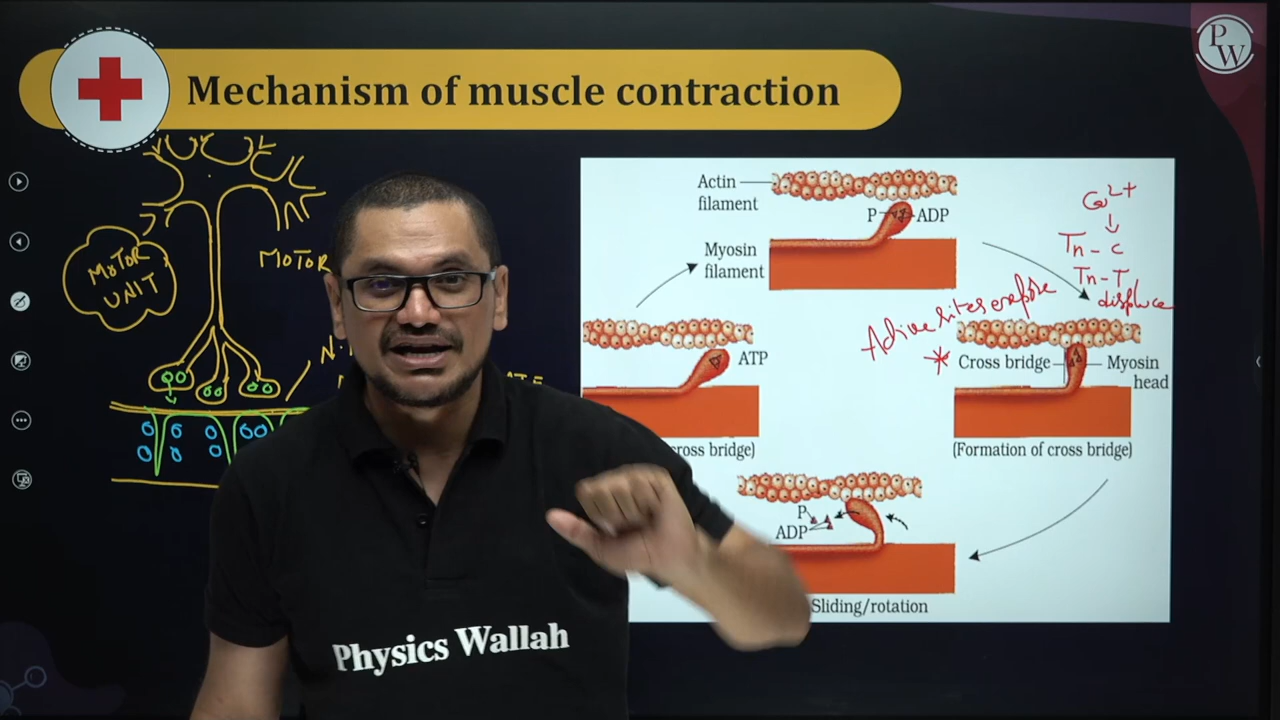 PW
Mechanism of muscle contraction
MOTOR
UNIT
MOTOR
Actin
filament
P
ADP
Myosin
filament
Ca2+
↓
Tn-C
Tn-T
displace
Active sites expose
*
ATP
Cross bridge
Myosin
head
cross bridge)
(Formation of cross bridge)
P
ADP
Sliding/rotation
Physics Wallah